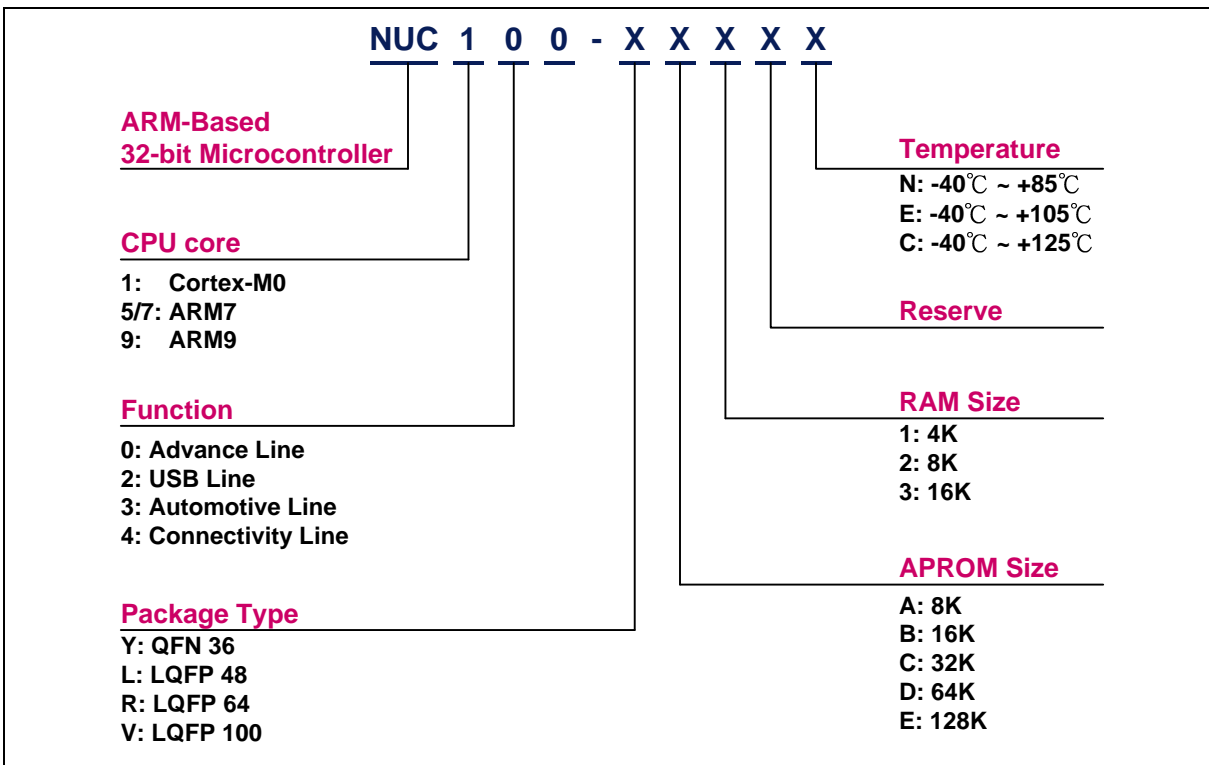 NUC 1 0 0 - X X X X X
ARM-Based
32-bit Microcontroller
CPU core
1: Cortex-M0
5/7: ARM7
9: ARM9
Function
0: Advance Line
2: USB Line
3: Automotive Line
4: Connectivity Line
Package Type
Y: QFN 36
L: LQFP 48
R: LQFP 64
V: LQFP 100
Temperature
N: -40℃ ~ +85℃
E: -40℃ ~ +105℃
C: -40℃ ~ +125℃
Reserve
RAM Size
1: 4K
2: 8K
3: 16K
APROM Size
A: 8K
B: 16K
C: 32K
D: 64K
E: 128K